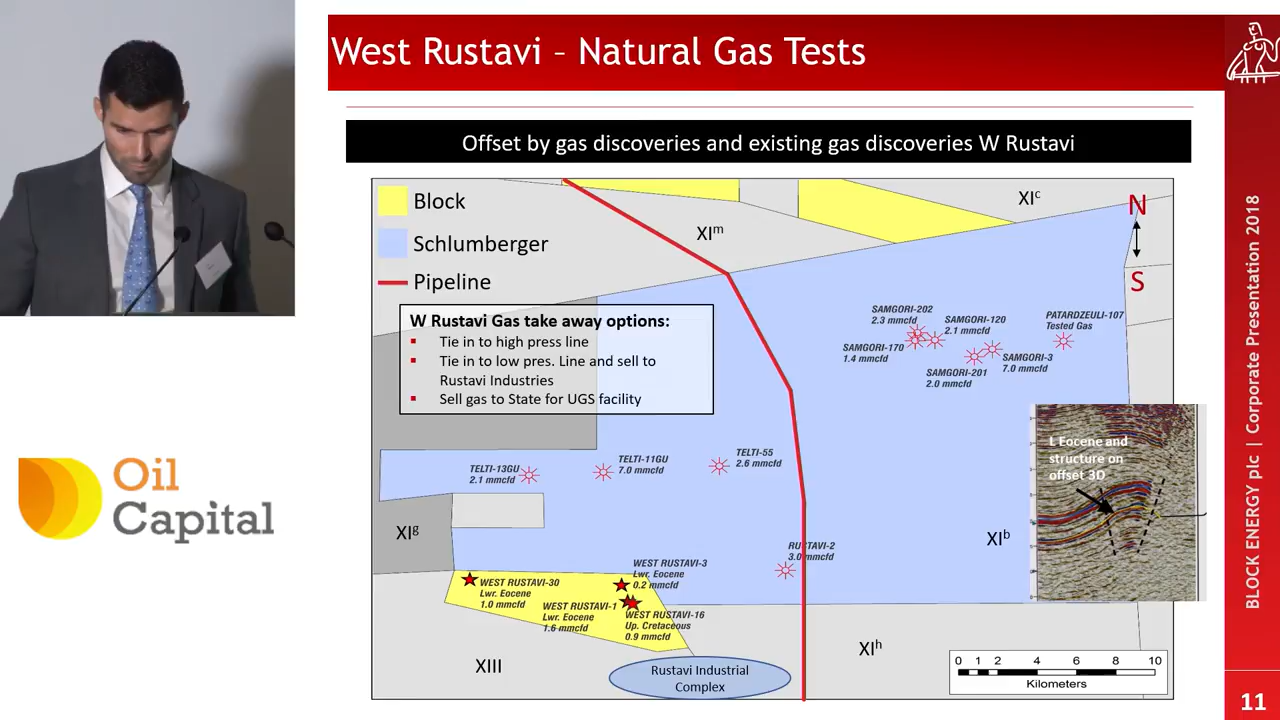 West Rustavi – Natural Gas Tests
Offset by gas discoveries and existing gas discoveries W Rustavi
Block
Schlumberger
Pipeline
W Rustavi Gas take away options:
Tie in to high press line
Tie in to low pres. Line and sell to
Rustavi Industries
Sell gas to State for UGS facility
XIᵐ
XIᶜ
N
S
SAMGORI-202
2.3 mmcfd
SAMGORI-120
2.1 mmcfd
PATARDZEULI-107
Tested Gas
SAMGORI-170
1.4 mmcfd
SAMGORI-3
7.0 mmcfd
SAMGORI-201
2.0 mmcfd
L Eocene and
structure on
offset 3D
TELTI-13GU
2.1 mmcfd
TELTI-11GU
7.0 mmcfd
TELTI-55
2.6 mmcfd
XIᵍ
XIᵇ
RUSTAVI-2
3.0 mmcfd
WEST RUSTAVI-30
Lwr. Eocene
1.0 mmcfd
WEST RUSTAVI-3
Lwr. Eocene
0.2 mmcfd
WEST RUSTAVI-1
Lwr. Eocene
1.6 mmcfd
WEST RUSTAVI-16
Up. Cretaceous
0.9 mmcfd
XIII
XIʰ
Rustavi Industrial
Complex
0 1 2 4 6 8 10
Kilometers
Oil
Capital
BLOCK ENERGY plc | Corporate Presentation 2018
11